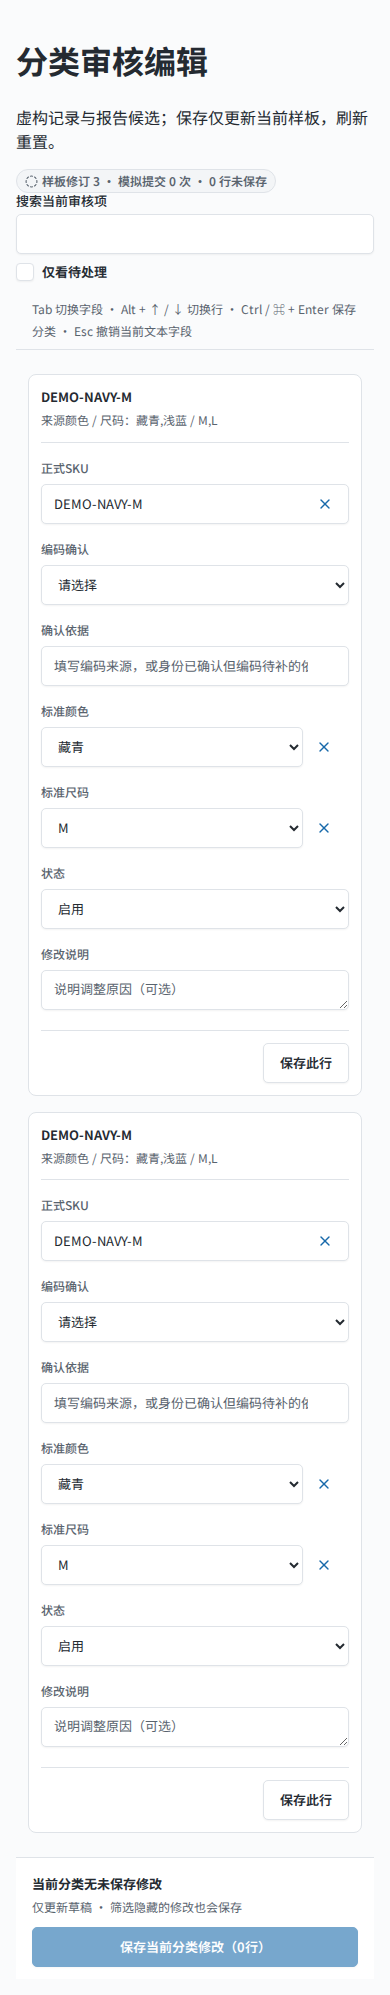 分类审核编辑
虚构记录与报告候选；保存仅更新当前样板，刷新
重置。
样板修订 3 • 模拟提交 0 次 • 0 行未保存
搜索当前审核项
仅看待处理
Tab 切换字段 • Alt + ↑ / ↓ 切换行 • Ctrl / ⌘ + Enter 保存
分类 • Esc 撤销当前文本字段
DEMO-NAVY-M
来源颜色 / 尺码：藏青,浅蓝 / M,L
正式SKU
DEMO-NAVY-M
编码确认
请选择
确认依据
填写编码来源，或身份已确认但编码待补的
标准颜色
藏青
标准尺码
M
状态
启用
修改说明
说明调整原因（可选）
保存此行
DEMO-NAVY-M
来源颜色 / 尺码：藏青,浅蓝 / M,L
正式SKU
DEMO-NAVY-M
编码确认
请选择
确认依据
填写编码来源，或身份已确认但编码待补的
标准颜色
藏青
标准尺码
M
状态
启用
修改说明
说明调整原因（可选）
保存此行
当前分类无未保存修改
仅更新草稿 • 筛选隐藏的修改也会保存
保存当前分类修改（0行）